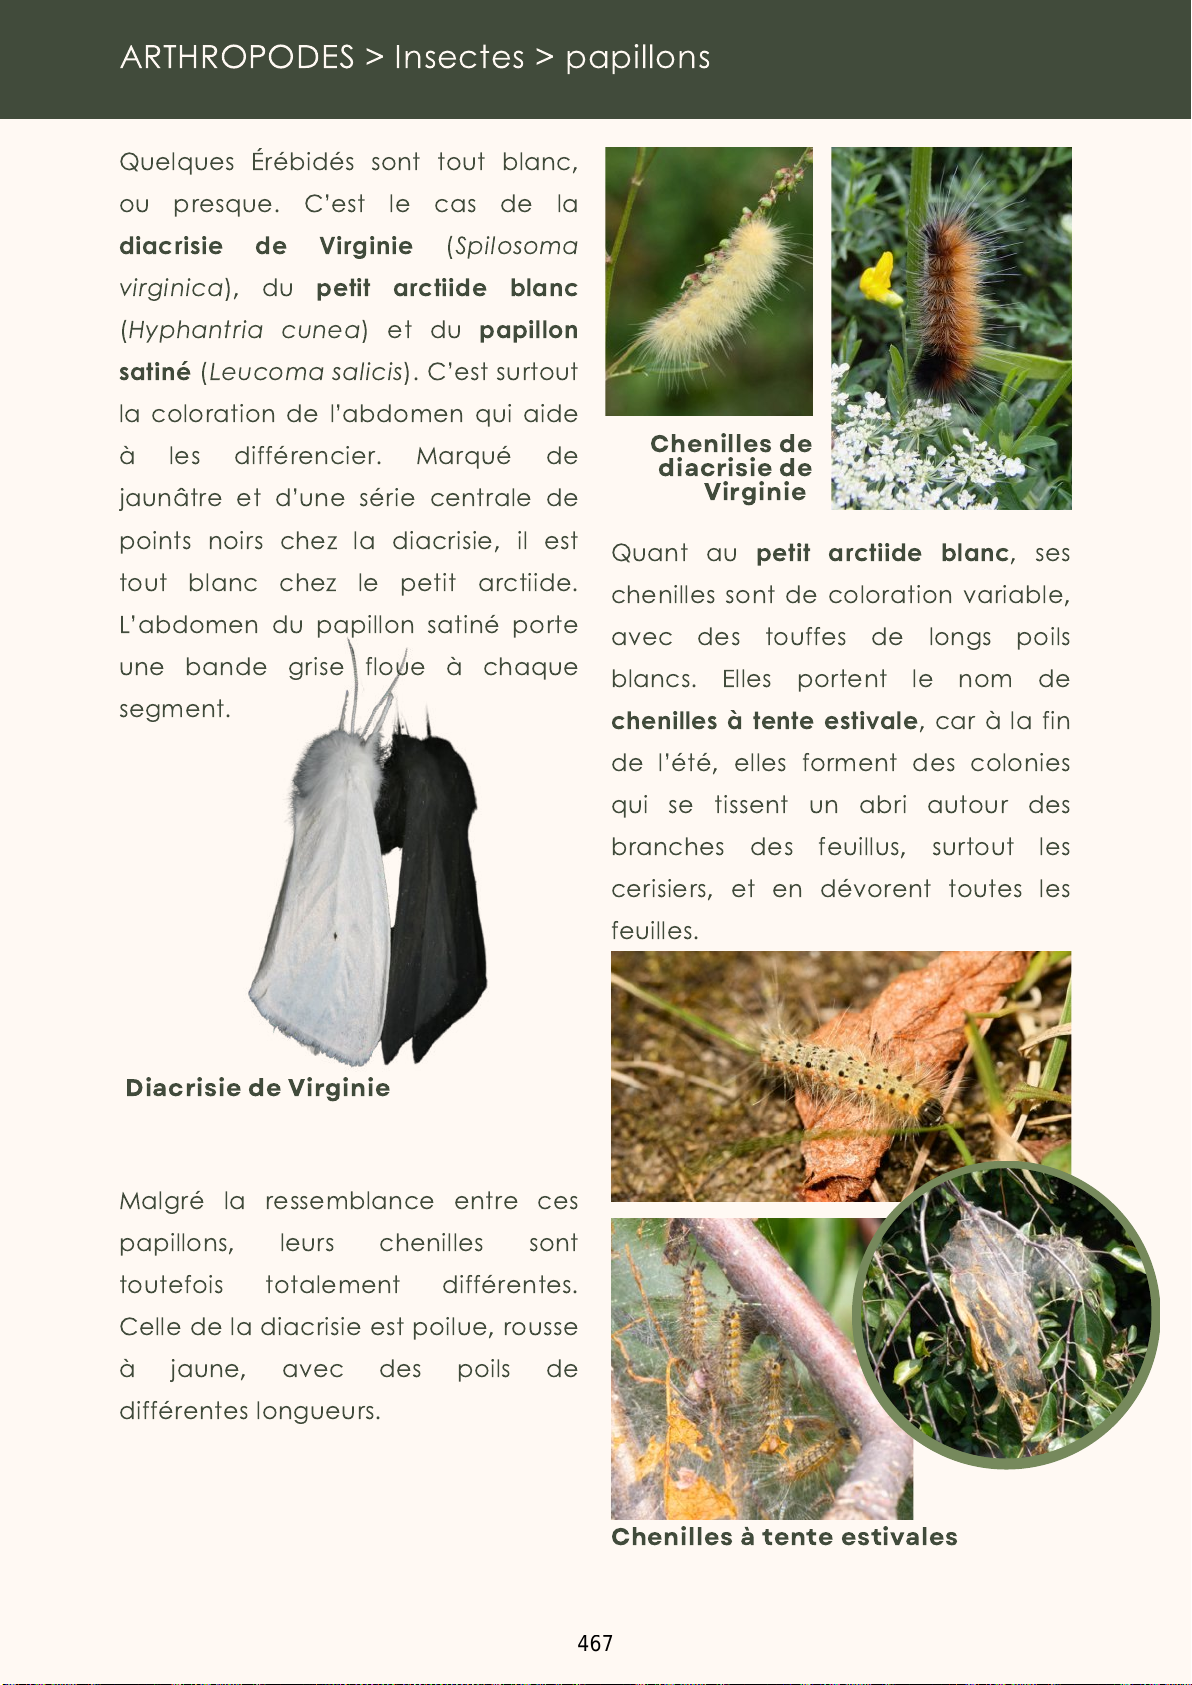 ARTHROPODES > Insectes > papillons
Quelques Érébidés sont tout blanc,
ou presque. C’est le cas de la
diacrisie de Virginie (Spilosoma
virginica), du petit arctiide blanc
(Hyphantria cunea) et du papillon
satiné (Leucoma salicis). C’est surtout
la coloration de l’abdomen qui aide
à les différencier. Marqué de
jaunâtre et d’une série centrale de
points noirs chez la diacrisie, il est
tout blanc chez le petit arctiide.
L’abdomen du papillon satiné porte
une bande grise floue à chaque
segment.
Diacrisie de Virginie
Malgré la ressemblance entre ces
papillons, leurs chenilles sont
toutefois totalement différentes.
Celle de la diacrisie est poilue, rousse
à jaune, avec des poils de
différentes longueurs.
Chenilles de
diacrisie de
Virginie
Quant au petit arctiide blanc, ses
chenilles sont de coloration variable,
avec des touffes de longs poils
blancs. Elles portent le nom de
chenilles à tente estivale, car à la fin
de l’été, elles forment des colonies
qui se tissent un abri autour des
branches des feuillus, surtout les
cerisiers, et en dévorent toutes les
feuilles.
Chenilles à tente estivales
467